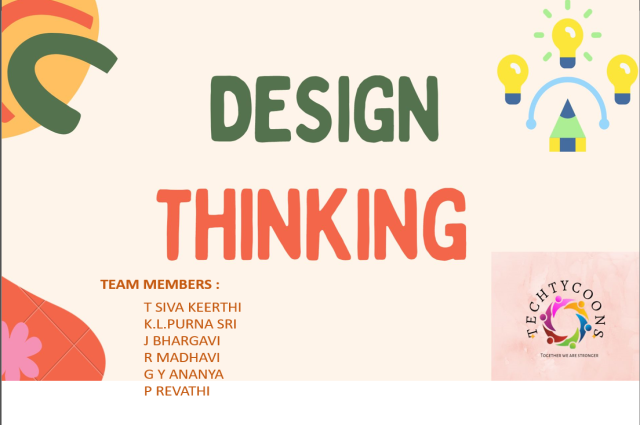 DESIGN
THINKING
TEAM MEMBERS :
T SIVA KEERTHI
K.L.PURNA SRI
J BHARGAVI
R MADHAVI
G Y ANANYA
P REVATHI
TECHTYCOONS
TOGETHER WE ARE STRONGER